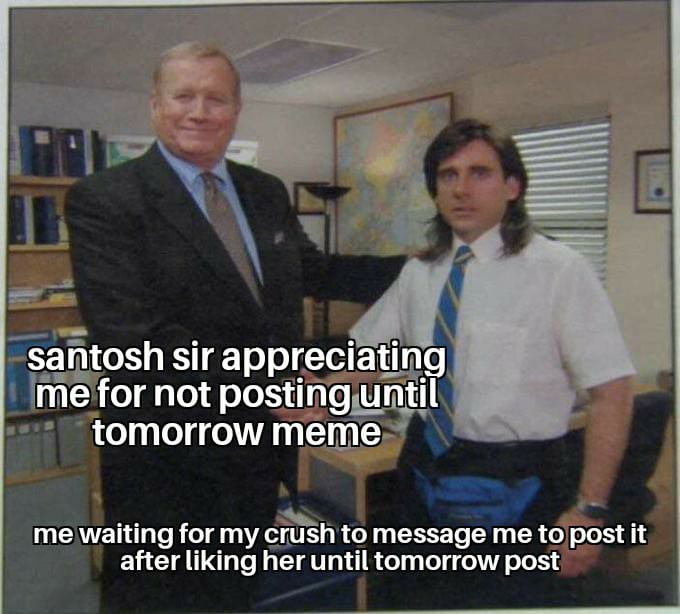 santosh sir appreciating
me for not posting until
tomorrow meme
me waiting for my crush to message me to post it
after liking her until tomorrow post